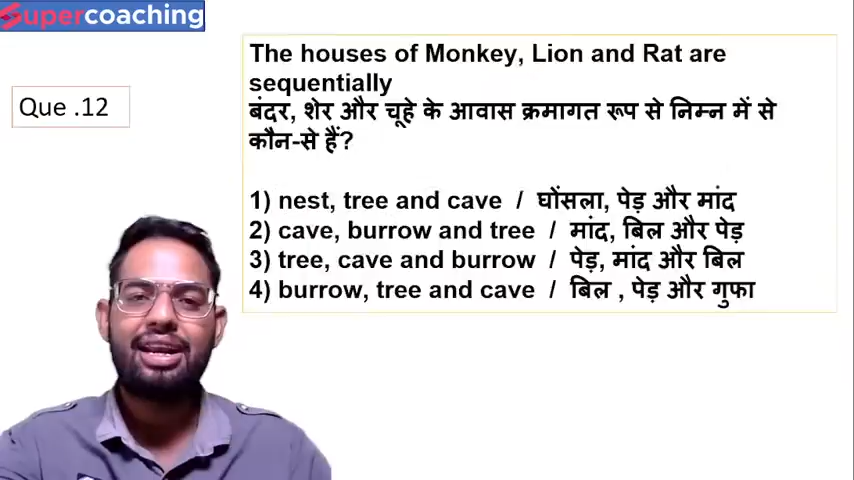 Supercoaching
Que .12
The houses of Monkey, Lion and Rat are
sequentially
बंदर, शेर और चूहे के आवास क्रमागत रूप से निम्न में से
कौन-से हैं?
1) nest, tree and cave / घोंसला, पेड़ और मांद
2) cave, burrow and tree / मांद, बिल और पेड़
3) tree, cave and burrow / पेड़, मांद और बिल
4) burrow, tree and cave / बिल , पेड़ और गुफा